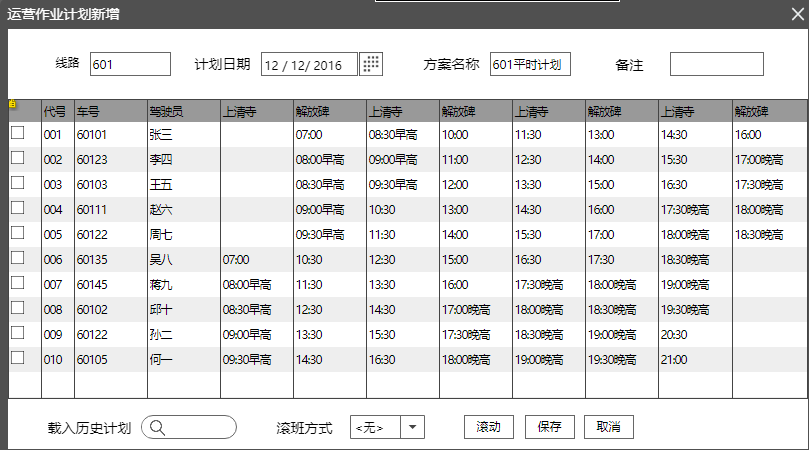 运营作业计划新增
线路 601 计划日期 12 / 12/ 2016 方案名称 601平时计划 备注
代号 车号 驾驶员 上清寺 解放碑 上清寺 解放碑 上清寺 解放碑 上清寺 解放碑
001 60101 张三 07:00 08:30早高 10:00 11:30 13:00 14:30 16:00
002 60123 李四 08:00早高 09:00早高 11:00 12:30 14:00 15:30 17:00晚高
003 60103 王五 08:30早高 09:30早高 12:00 13:30 15:00 16:30 17:30晚高
004 60111 赵六 09:00早高 10:30 13:00 14:30 16:00 17:30晚高 18:00晚高
005 60122 周七 09:30早高 11:30 14:00 15:30 17:00 18:00晚高 18:30晚高
006 60135 吴八 07:00 10:30 12:30 15:00 16:30 17:30 18:30晚高
007 60145 蒋九 08:00早高 11:30 13:30 16:00 17:30晚高 18:00晚高 19:00晚高
008 60102 邱十 08:30早高 12:30 14:30 17:00晚高 18:00晚高 18:30晚高 19:30晚高
009 60122 孙二 09:00早高 13:30 15:30 17:30晚高 18:30晚高 19:00晚高 20:30
010 60105 何一 09:30早高 14:30 16:30 18:00晚高 19:00晚高 19:30晚高 21:00
载入历史计划 滚班方式 <无> 滚动 保存 取消